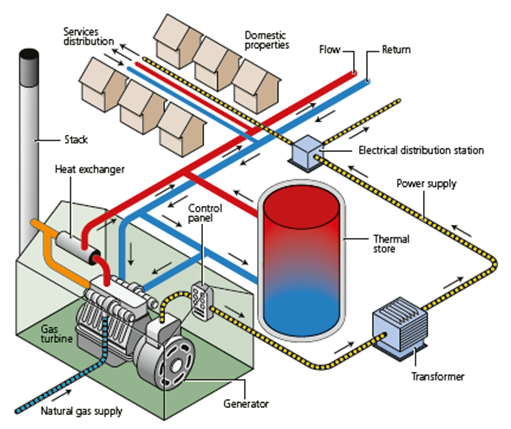 Services
distribution
Domestic
properties
Flow
Return
Stack
Electrical distribution station
Heat exchanger
Power supply
Control
panel
Thermal
store
Gas
turbine
Transformer
Generator
Natural gas supply